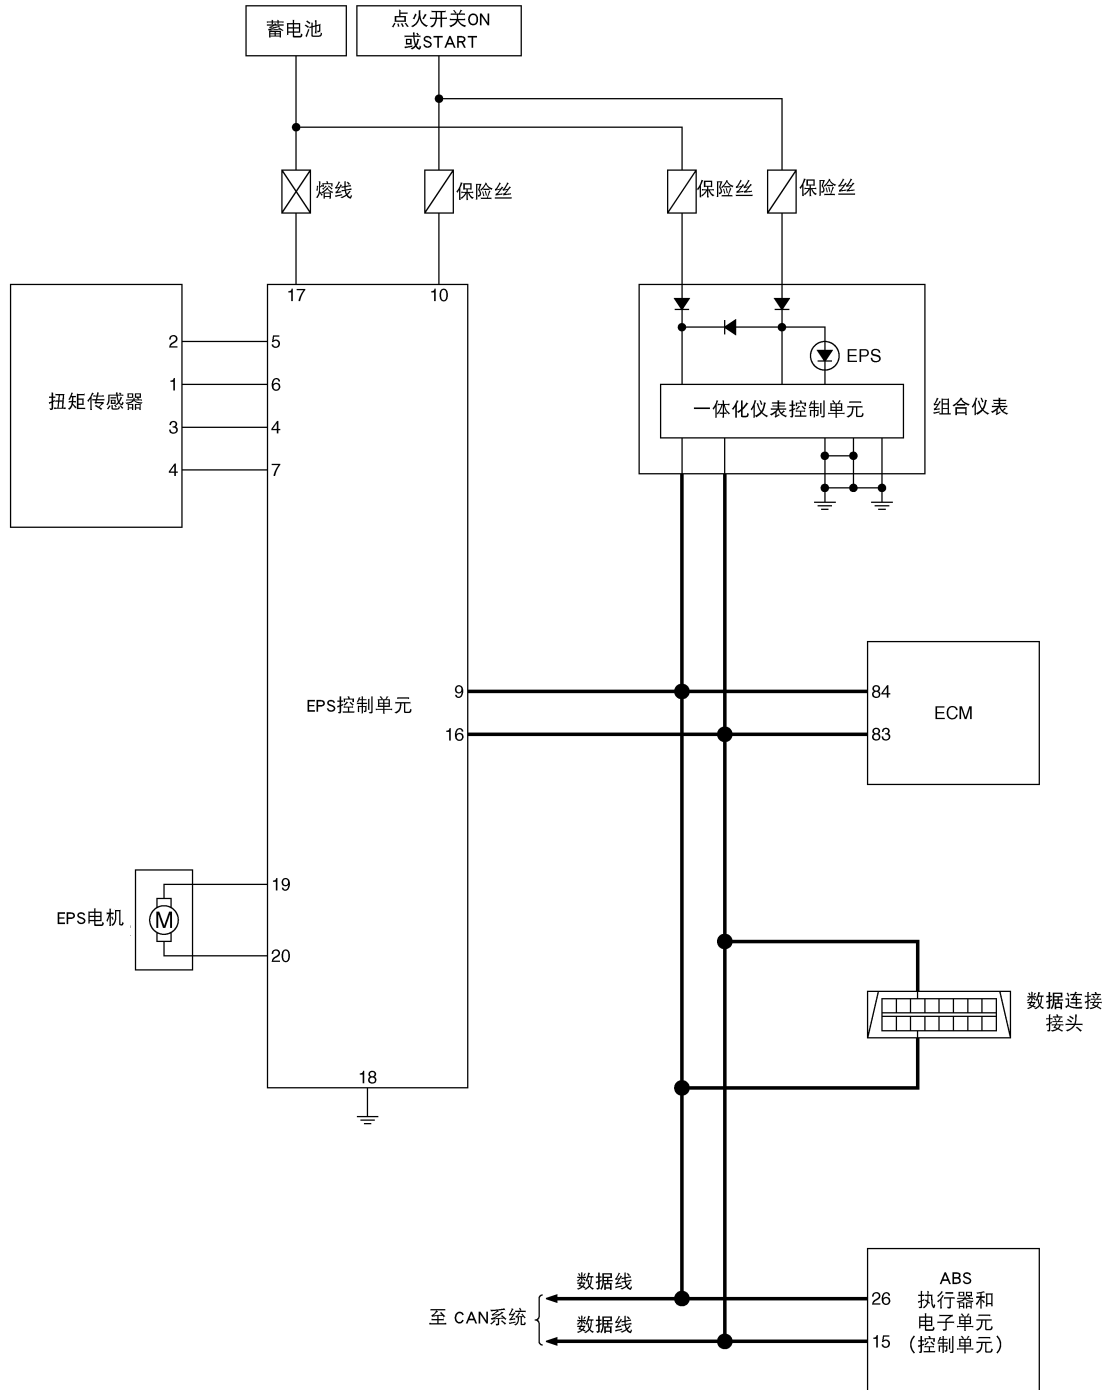 蓄电池
点火开关ON
或START
熔线
保险丝
保险丝
保险丝
17
10
扭矩传感器
2
1
3
4
5
6
4
7
EPS
一体化仪表控制单元
组合仪表
EPS控制单元
9
16
84
83
ECM
EPS电机
M
19
20
18
数据连接
接头
至 CAN系统
数据线
数据线
26
15
ABS
执行器和
电子单元
(控制单元)